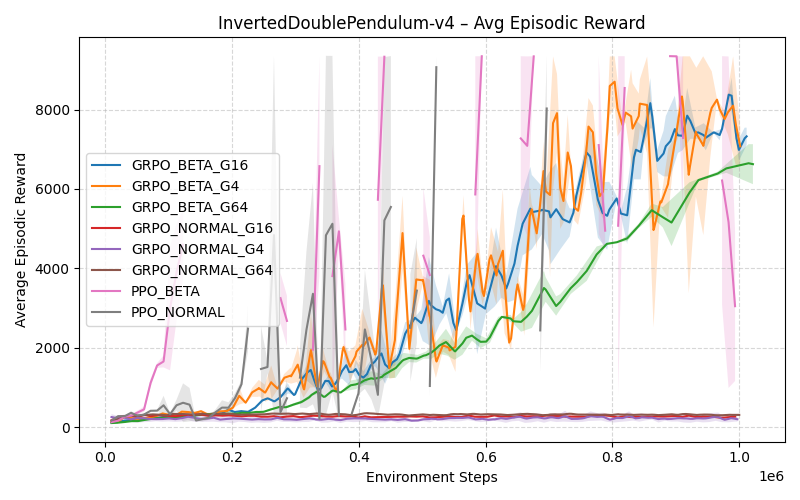 InvertedDoublePendulum-v4 – Avg Episodic Reward
Average Episodic Reward
8000
6000
4000
2000
0
GRPO_BETA_G16
GRPO_BETA_G4
GRPO_BETA_G64
GRPO_NORMAL_G16
GRPO_NORMAL_G4
GRPO_NORMAL_G64
PPO_BETA
PPO_NORMAL
0.0 0.2 0.4 0.6 0.8 1.0
1e6
Environment Steps